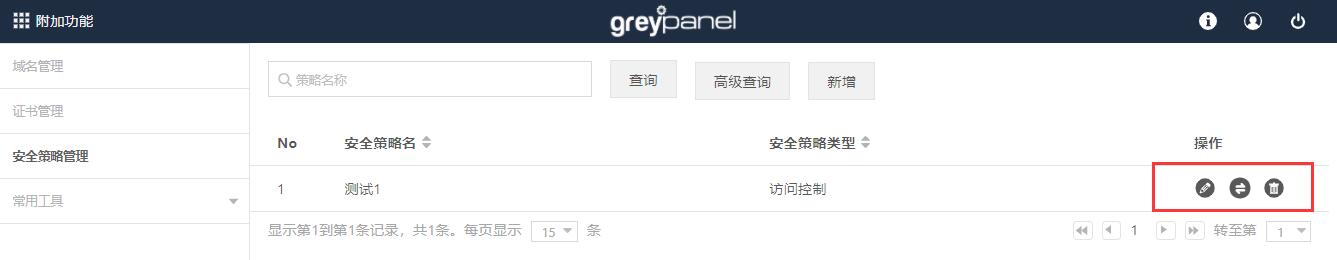 附加功能
greypanel
域名管理
证书管理
安全策略管理
常用工具
策略名称
查询
高级查询
新增
No 安全策略名 安全策略类型 操作
1 测试1 访问控制
显示第1到第1条记录，共1条。每页显示 15 条
1 转至第 1